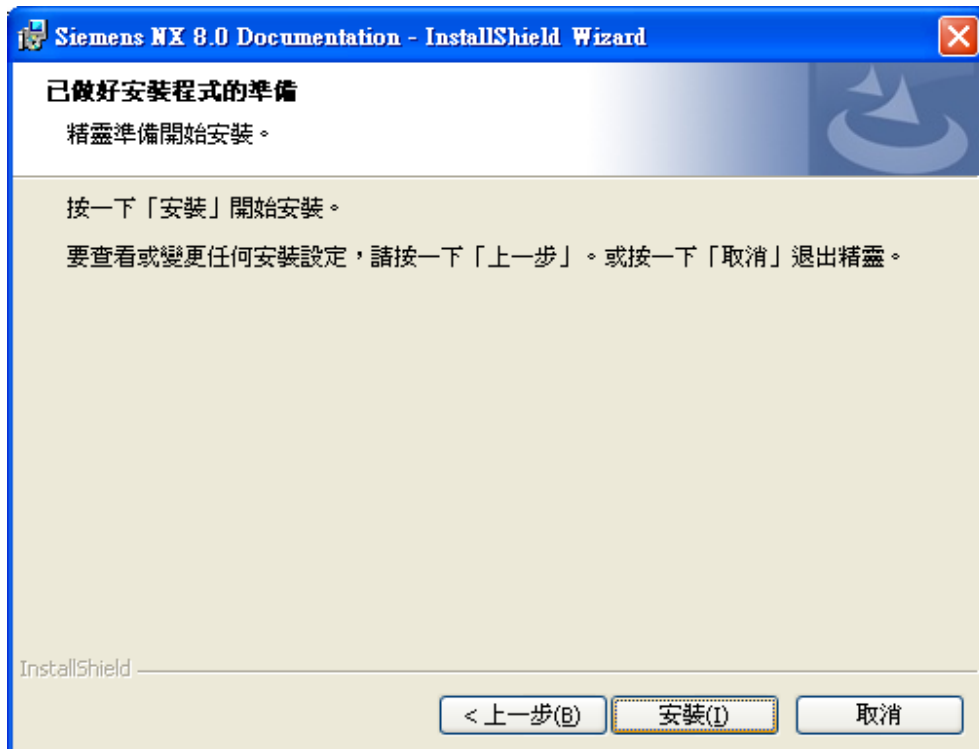 Siemens NX 8.0 Documentation - InstallShield Wizard
已做好安裝程式的準備
精靈準備開始安裝。
按一下「安裝」開始安裝。
要查看或變更任何安裝設定，請按一下「上一步」。或按一下「取消」退出精靈。
InstallShield
< 上一步(B)
安裝(I)
取消